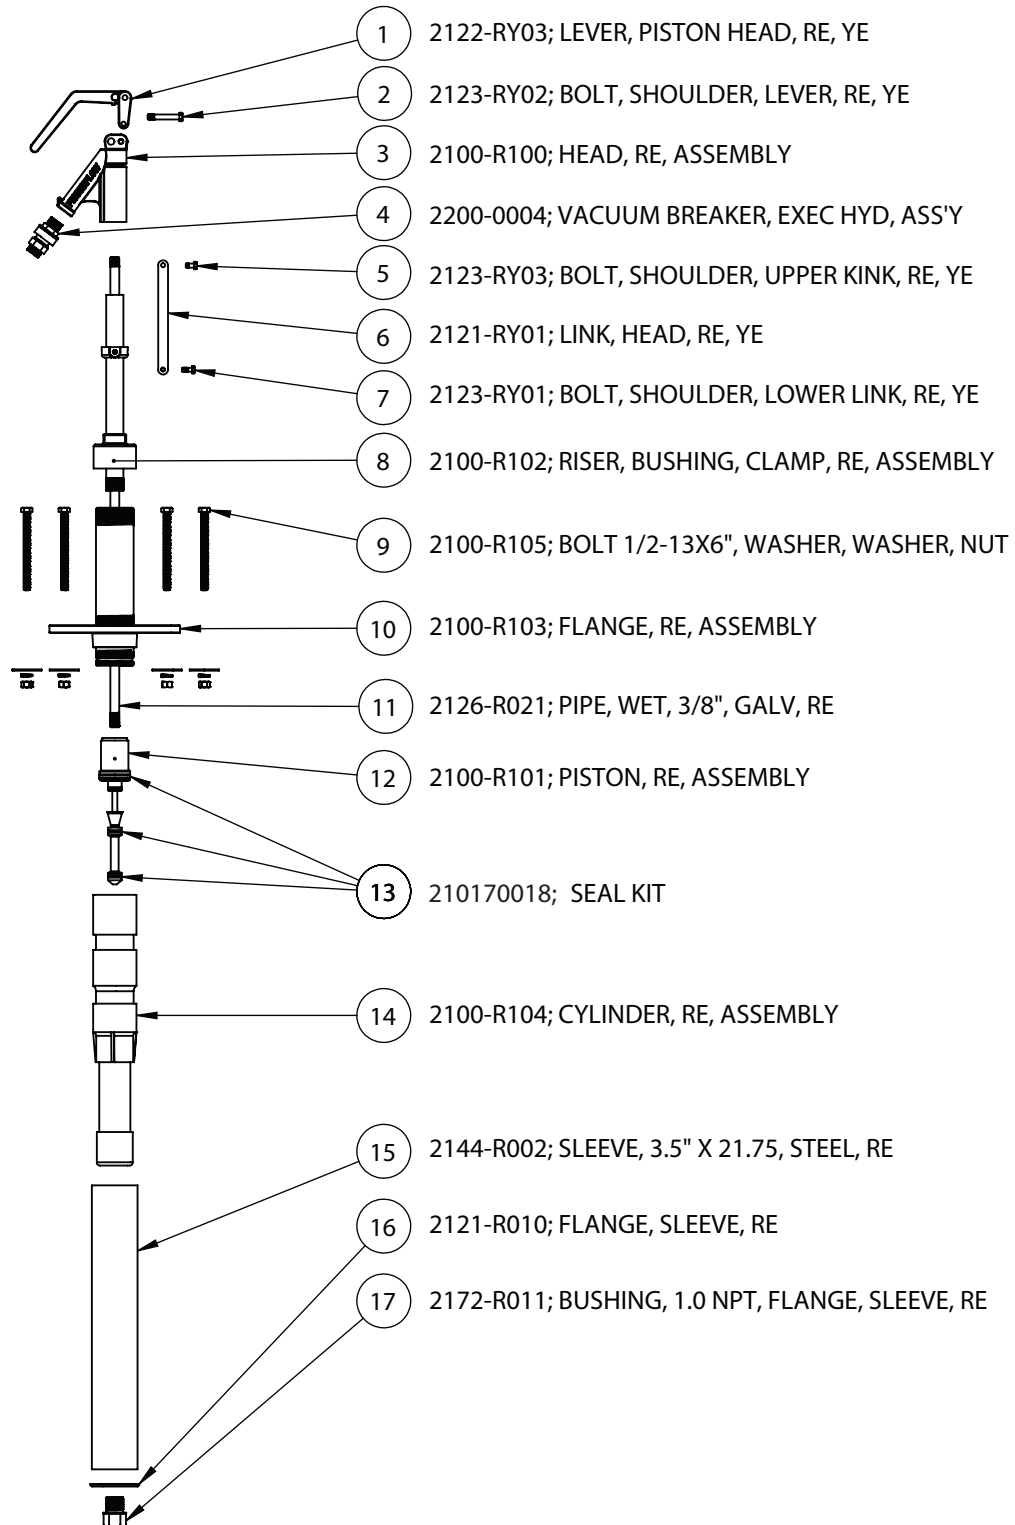 1 2122-RY03; LEVER, PISTON HEAD, RE, YE
2 2123-RY02; BOLT, SHOULDER, LEVER, RE, YE
3 2100-R100; HEAD, RE, ASSEMBLY
4 2200-0004; VACUUM BREAKER, EXEC HYD, ASS'Y
5 2123-RY03; BOLT, SHOULDER, UPPER KINK, RE, YE
6 2121-RY01; LINK, HEAD, RE, YE
7 2123-RY01; BOLT, SHOULDER, LOWER LINK, RE, YE
8 2100-R102; RISER, BUSHING, CLAMP, RE, ASSEMBLY
9 2100-R105; BOLT 1/2-13X6", WASHER, WASHER, NUT
10 2100-R103; FLANGE, RE, ASSEMBLY
11 2126-R021; PIPE, WET, 3/8", GALV, RE
12 2100-R101; PISTON, RE, ASSEMBLY
13 210170018; SEAL KIT
14 2100-R104; CYLINDER, RE, ASSEMBLY
15 2144-R002; SLEEVE, 3.5" X 21.75, STEEL, RE
16 2121-R010; FLANGE, SLEEVE, RE
17 2172-R011; BUSHING, 1.0 NPT, FLANGE, SLEEVE, RE